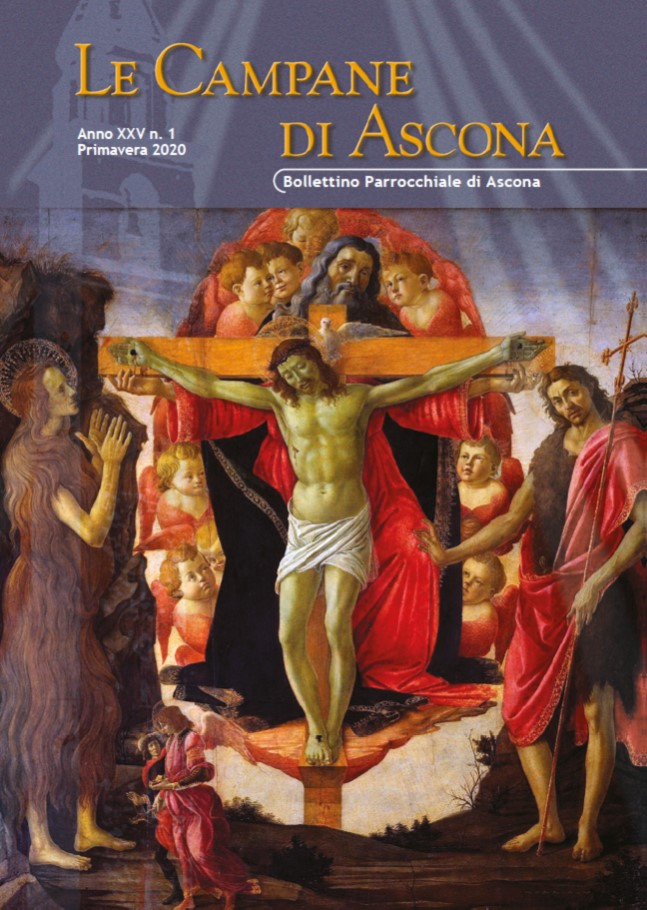 LE CAMPANE
DI ASCONA
Anno XXV n. 1
Primavera 2020
Bollettino Parrocchiale di Ascona